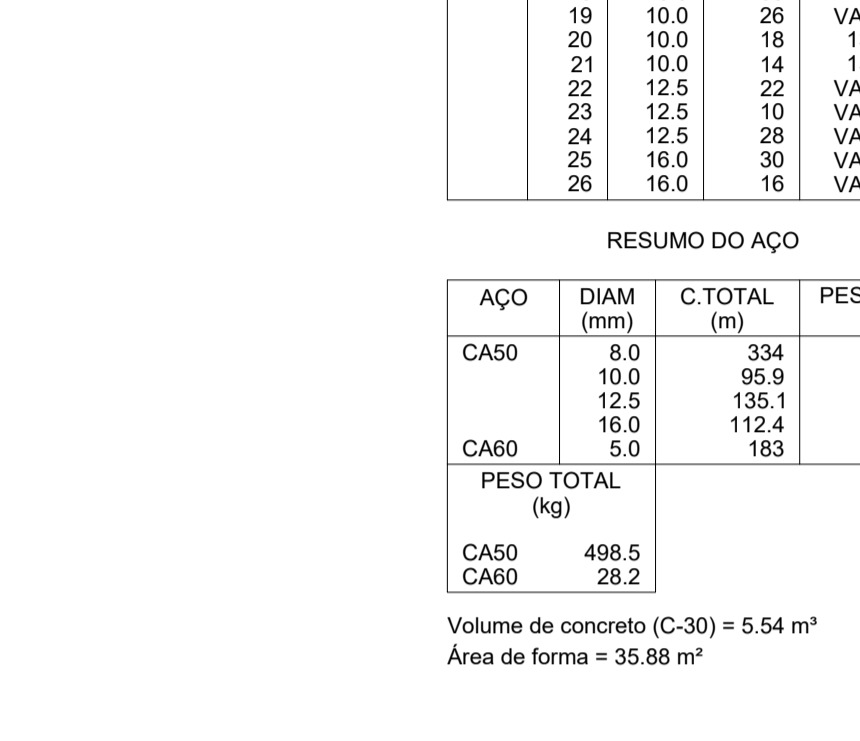 19 10.0 26 VA
20 10.0 18 1
21 10.0 14 1
22 12.5 22 VA
23 12.5 10 VA
24 12.5 28 VA
25 16.0 30 VA
26 16.0 16 VA
RESUMO DO AÇO
AÇO DIAM C.TOTAL PES
(mm) (m)
CA50 8.0 334
10.0 95.9
12.5 135.1
16.0 112.4
CA60 5.0 183
PESO TOTAL
(kg)
CA50 498.5
CA60 28.2
Volume de concreto (C-30) = 5.54 m³
Área de forma = 35.88 m²